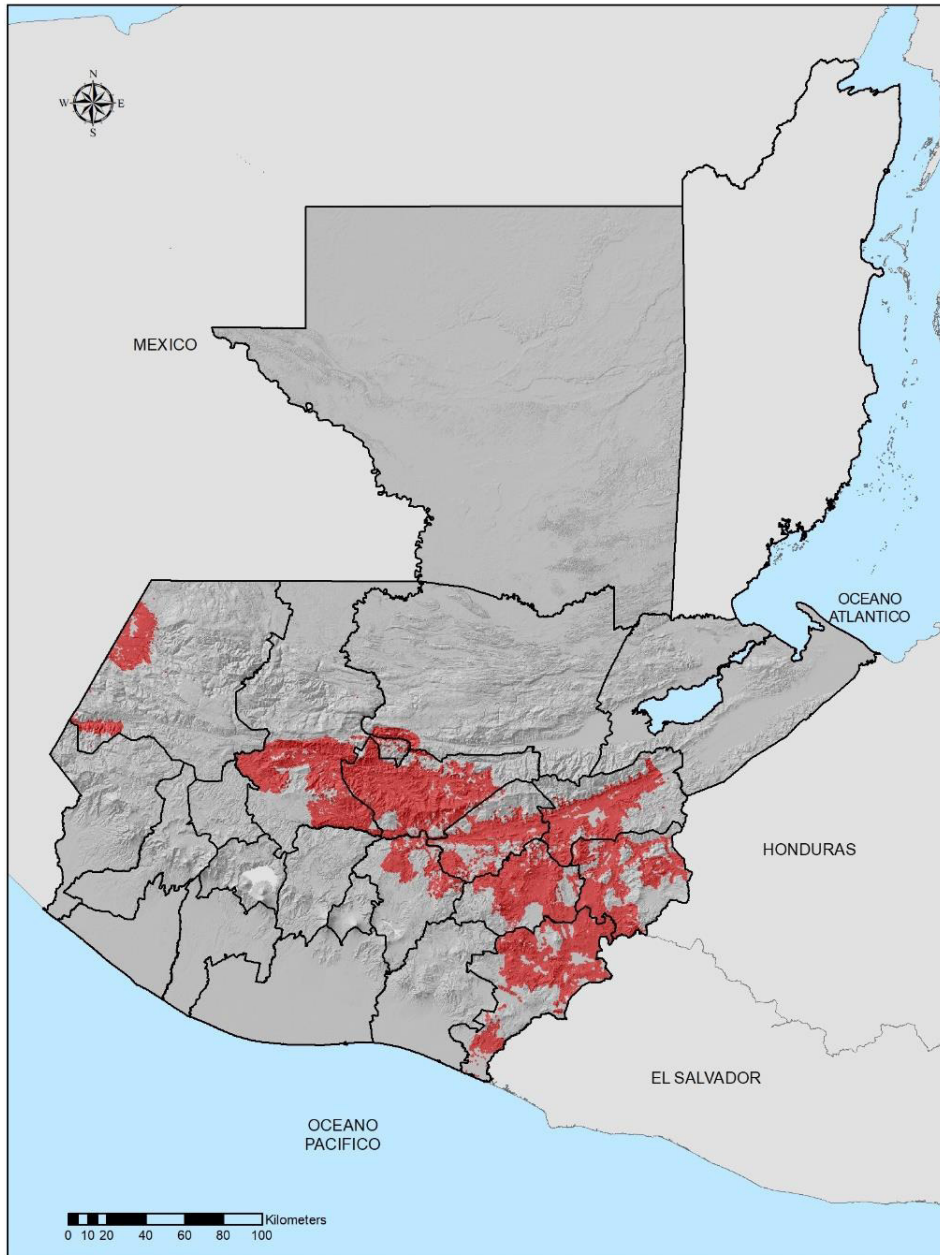 N
W E
S
MEXICO
OCEANO
ATLANTICO
HONDURAS
EL SALVADOR
OCEANO
PACIFICO
Kilometers
0 10 20 40 60 80 100